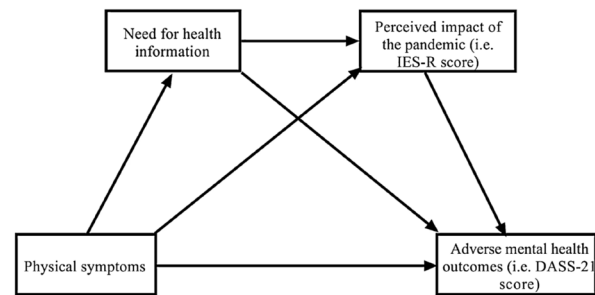 Need for health
information
Perceived impact of
the pandemic (i.e.
IES-R score)
Physical symptoms
Adverse mental health
outcomes (i.e. DASS-21
score)